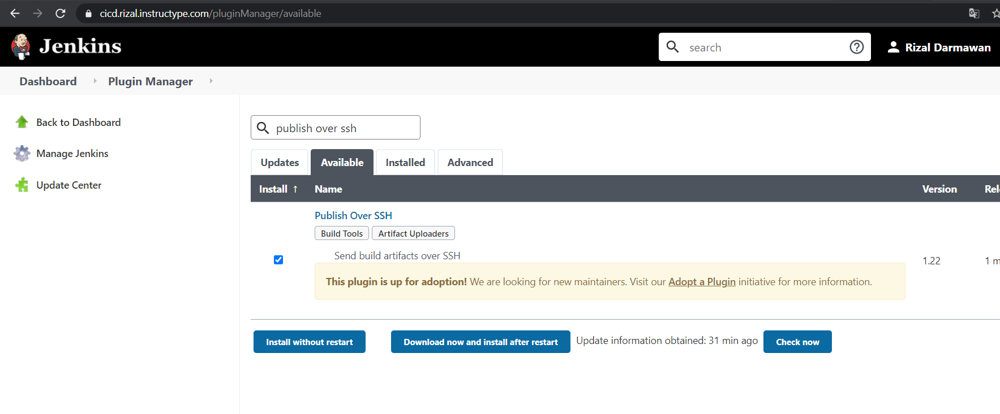 cicd.rizal.instructype.com/pluginManager/available
Jenkins
search
Rizal Darmawan
Dashboard Plugin Manager
Back to Dashboard
Manage Jenkins
Update Center
publish over ssh
Updates Available Installed Advanced
Install ↑ Name Version Rel
Publish Over SSH
Build Tools Artifact Uploaders
Send build artifacts over SSH
1.22 1 m
This plugin is up for adoption! We are looking for new maintainers. Visit our Adopt a Plugin initiative for more information.
Install without restart Download now and install after restart Update information obtained: 31 min ago Check now